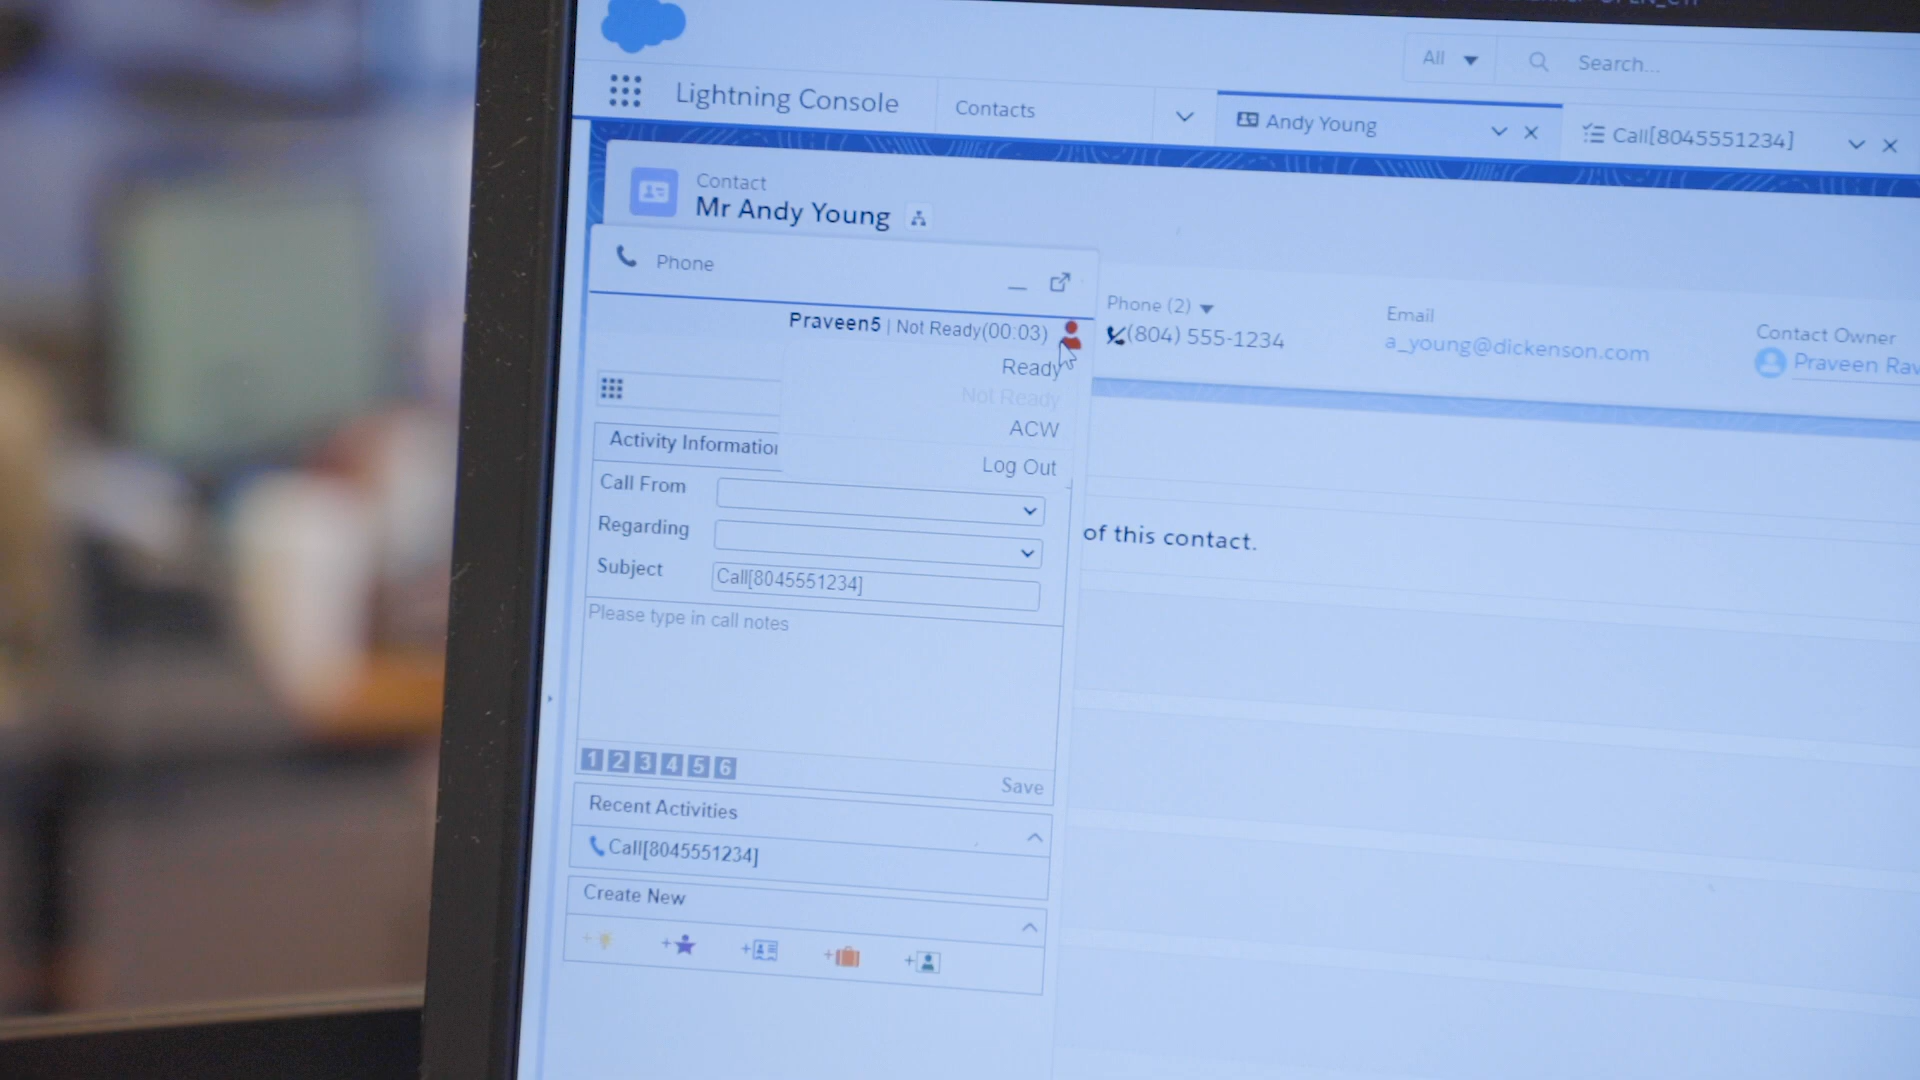 All
Search...
Lightning Console
Contacts
Andy Young
Call[8045551234]
Contact
Mr Andy Young
Phone
Praveen5 | Not Ready(00:03)
Ready
Not Ready
ACW
Log Out
Phone (2)
(804) 555-1234
Email
a_young@dickenson.com
Contact Owner
Praveen Rav
Activity Information
Call From
Regarding
Subject
Call[8045551234]
Please type in call notes
of this contact.
1 2 3 4 5 6
Save
Recent Activities
Call[8045551234]
Create New